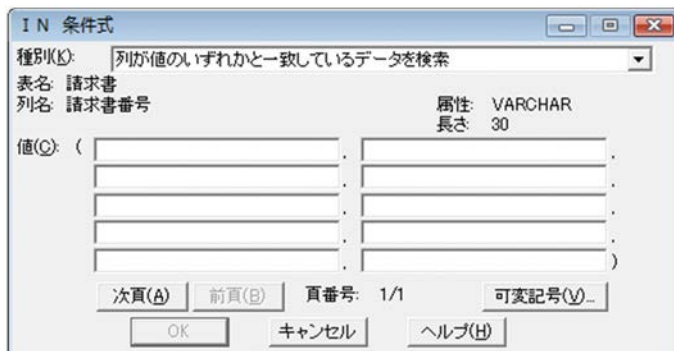 IN 条件式
種別(K): 列が値のいずれかと一致しているデータを検索
表名: 請求書
列名: 請求書番号 属性: VARCHAR
長さ: 30
値(C): ( , ,
, ,
, ,
, ,
, )
次頁(A) 前頁(B) 頁番号: 1/1 可変記号(V)...
OK キャンセル ヘルプ(H)